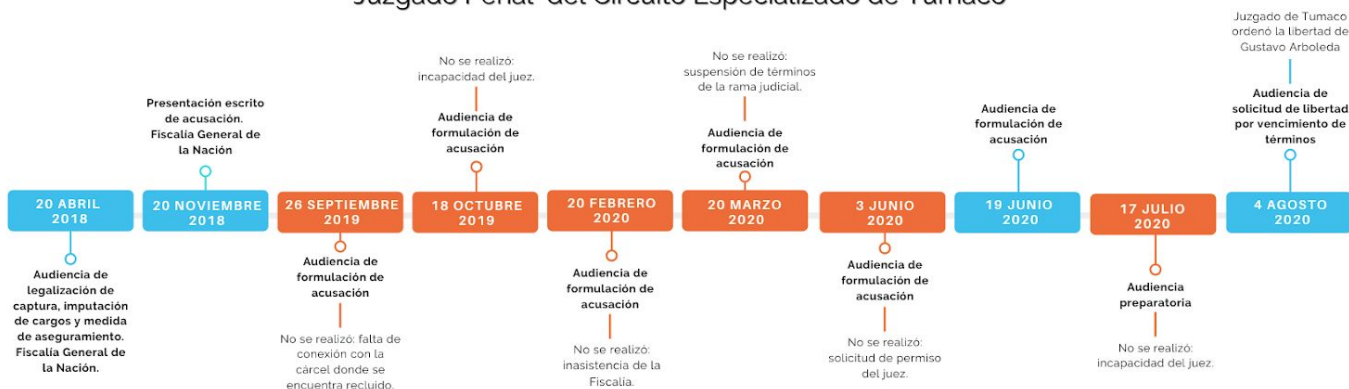 Juzgado Penal del Circuito Especializado de Tumaco
20 ABRIL
2018
Audiencia de
legalización de
captura, imputación
de cargos y medida
de aseguramiento.
Fiscalía General de
la Nación.
Presentación escrito
de acusación.
Fiscalía General de
la Nación
20 NOVIEMBRE
2018
26 SEPTIEMBRE
2019
Audiencia de
formulación de
acusación
No se realizó: falta de
conexión con la
cárcel donde se
encuentra recluido.
No se realizó:
incapacidad del juez.
Audiencia de
formulación de
acusación
18 OCTUBRE
2019
20 FEBRERO
2020
Audiencia de
formulación de
acusación
No se realizó:
inasistencia de la
Fiscalía.
No se realizó:
suspensión de términos
de la rama judicial.
Audiencia de
formulación de
acusación
20 MARZO
2020
3 JUNIO
2020
Audiencia de
formulación de
acusación
No se realizó:
solicitud de permiso
del juez.
Audiencia de
formulación de
acusación
19 JUNIO
2020
17 JULIO
2020
Audiencia
preparatoria
No se realizó:
incapacidad del juez.
Juzgado de Tumaco
ordenó la libertad de
Gustavo Arboleda
Audiencia de
solicitud de libertad
por vencimiento de
términos
4 AGOSTO
2020